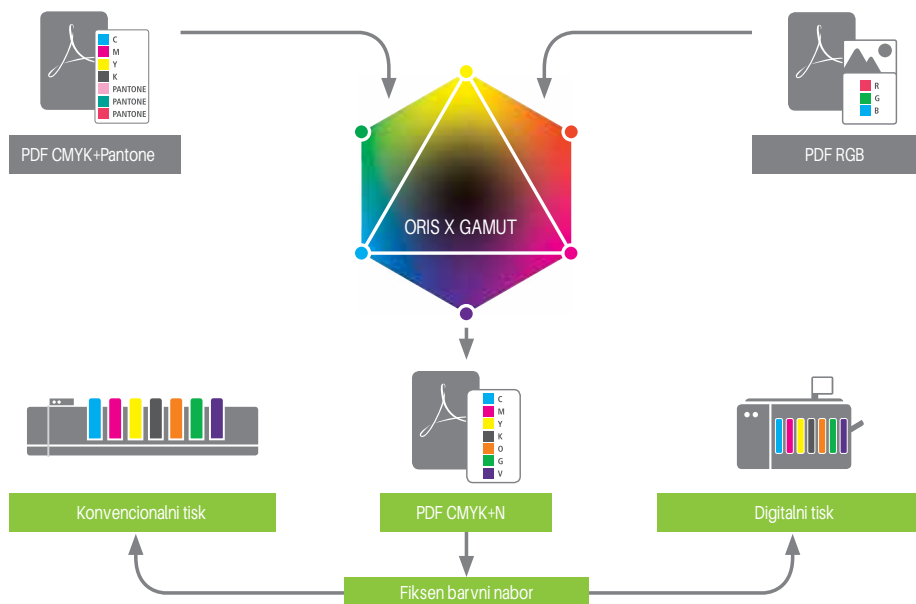 C
M
Y
K
PANTONE
PANTONE
PANTONE
PDF CMYK+Pantone
R
G
B
PDF RGB
ORIS X GAMUT
C
M
Y
K
O
G
V
Konvencionalni tisk
PDF CMYK+N
Digitalni tisk
Fiksen barvni nabor